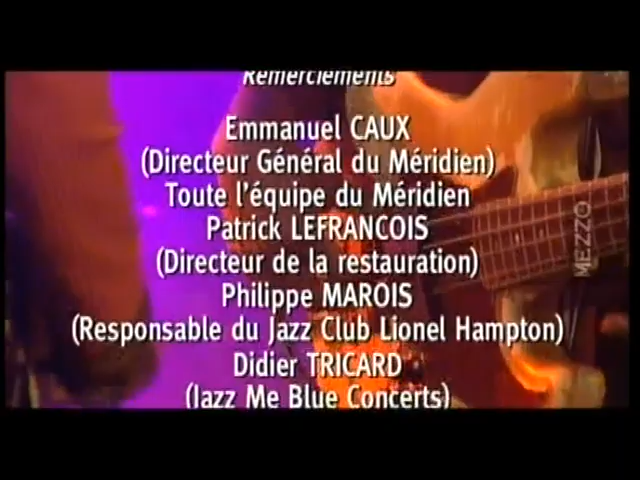 Remerciements
Emmanuel CAUX
(Directeur Général du Méridien)
Toute l'équipe du Méridien
Patrick LEFRANCOIS
(Directeur de la restauration)
Philippe MAROIS
(Responsable du Jazz Club Lionel Hampton)
Didier TRICARD
(Jazz Me Blue Concerts)
MEZZO